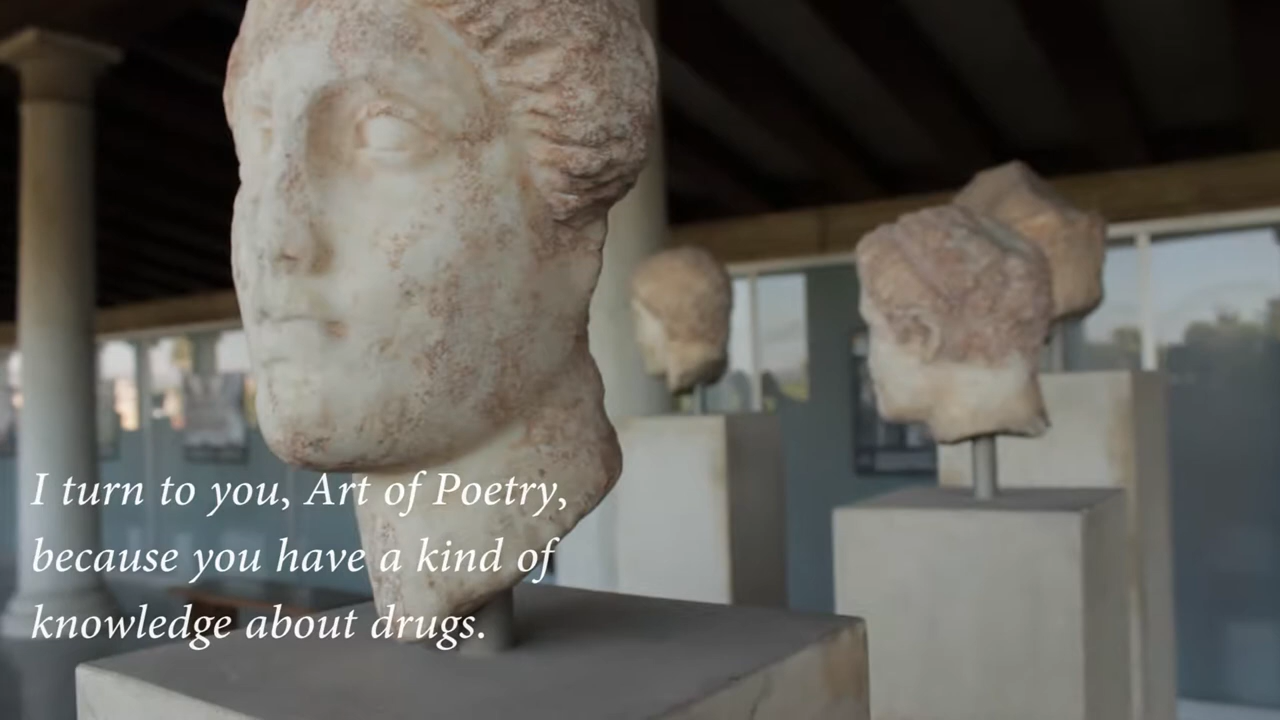 I turn to you, Art of Poetry,
because you have a kind of
knowledge about drugs.